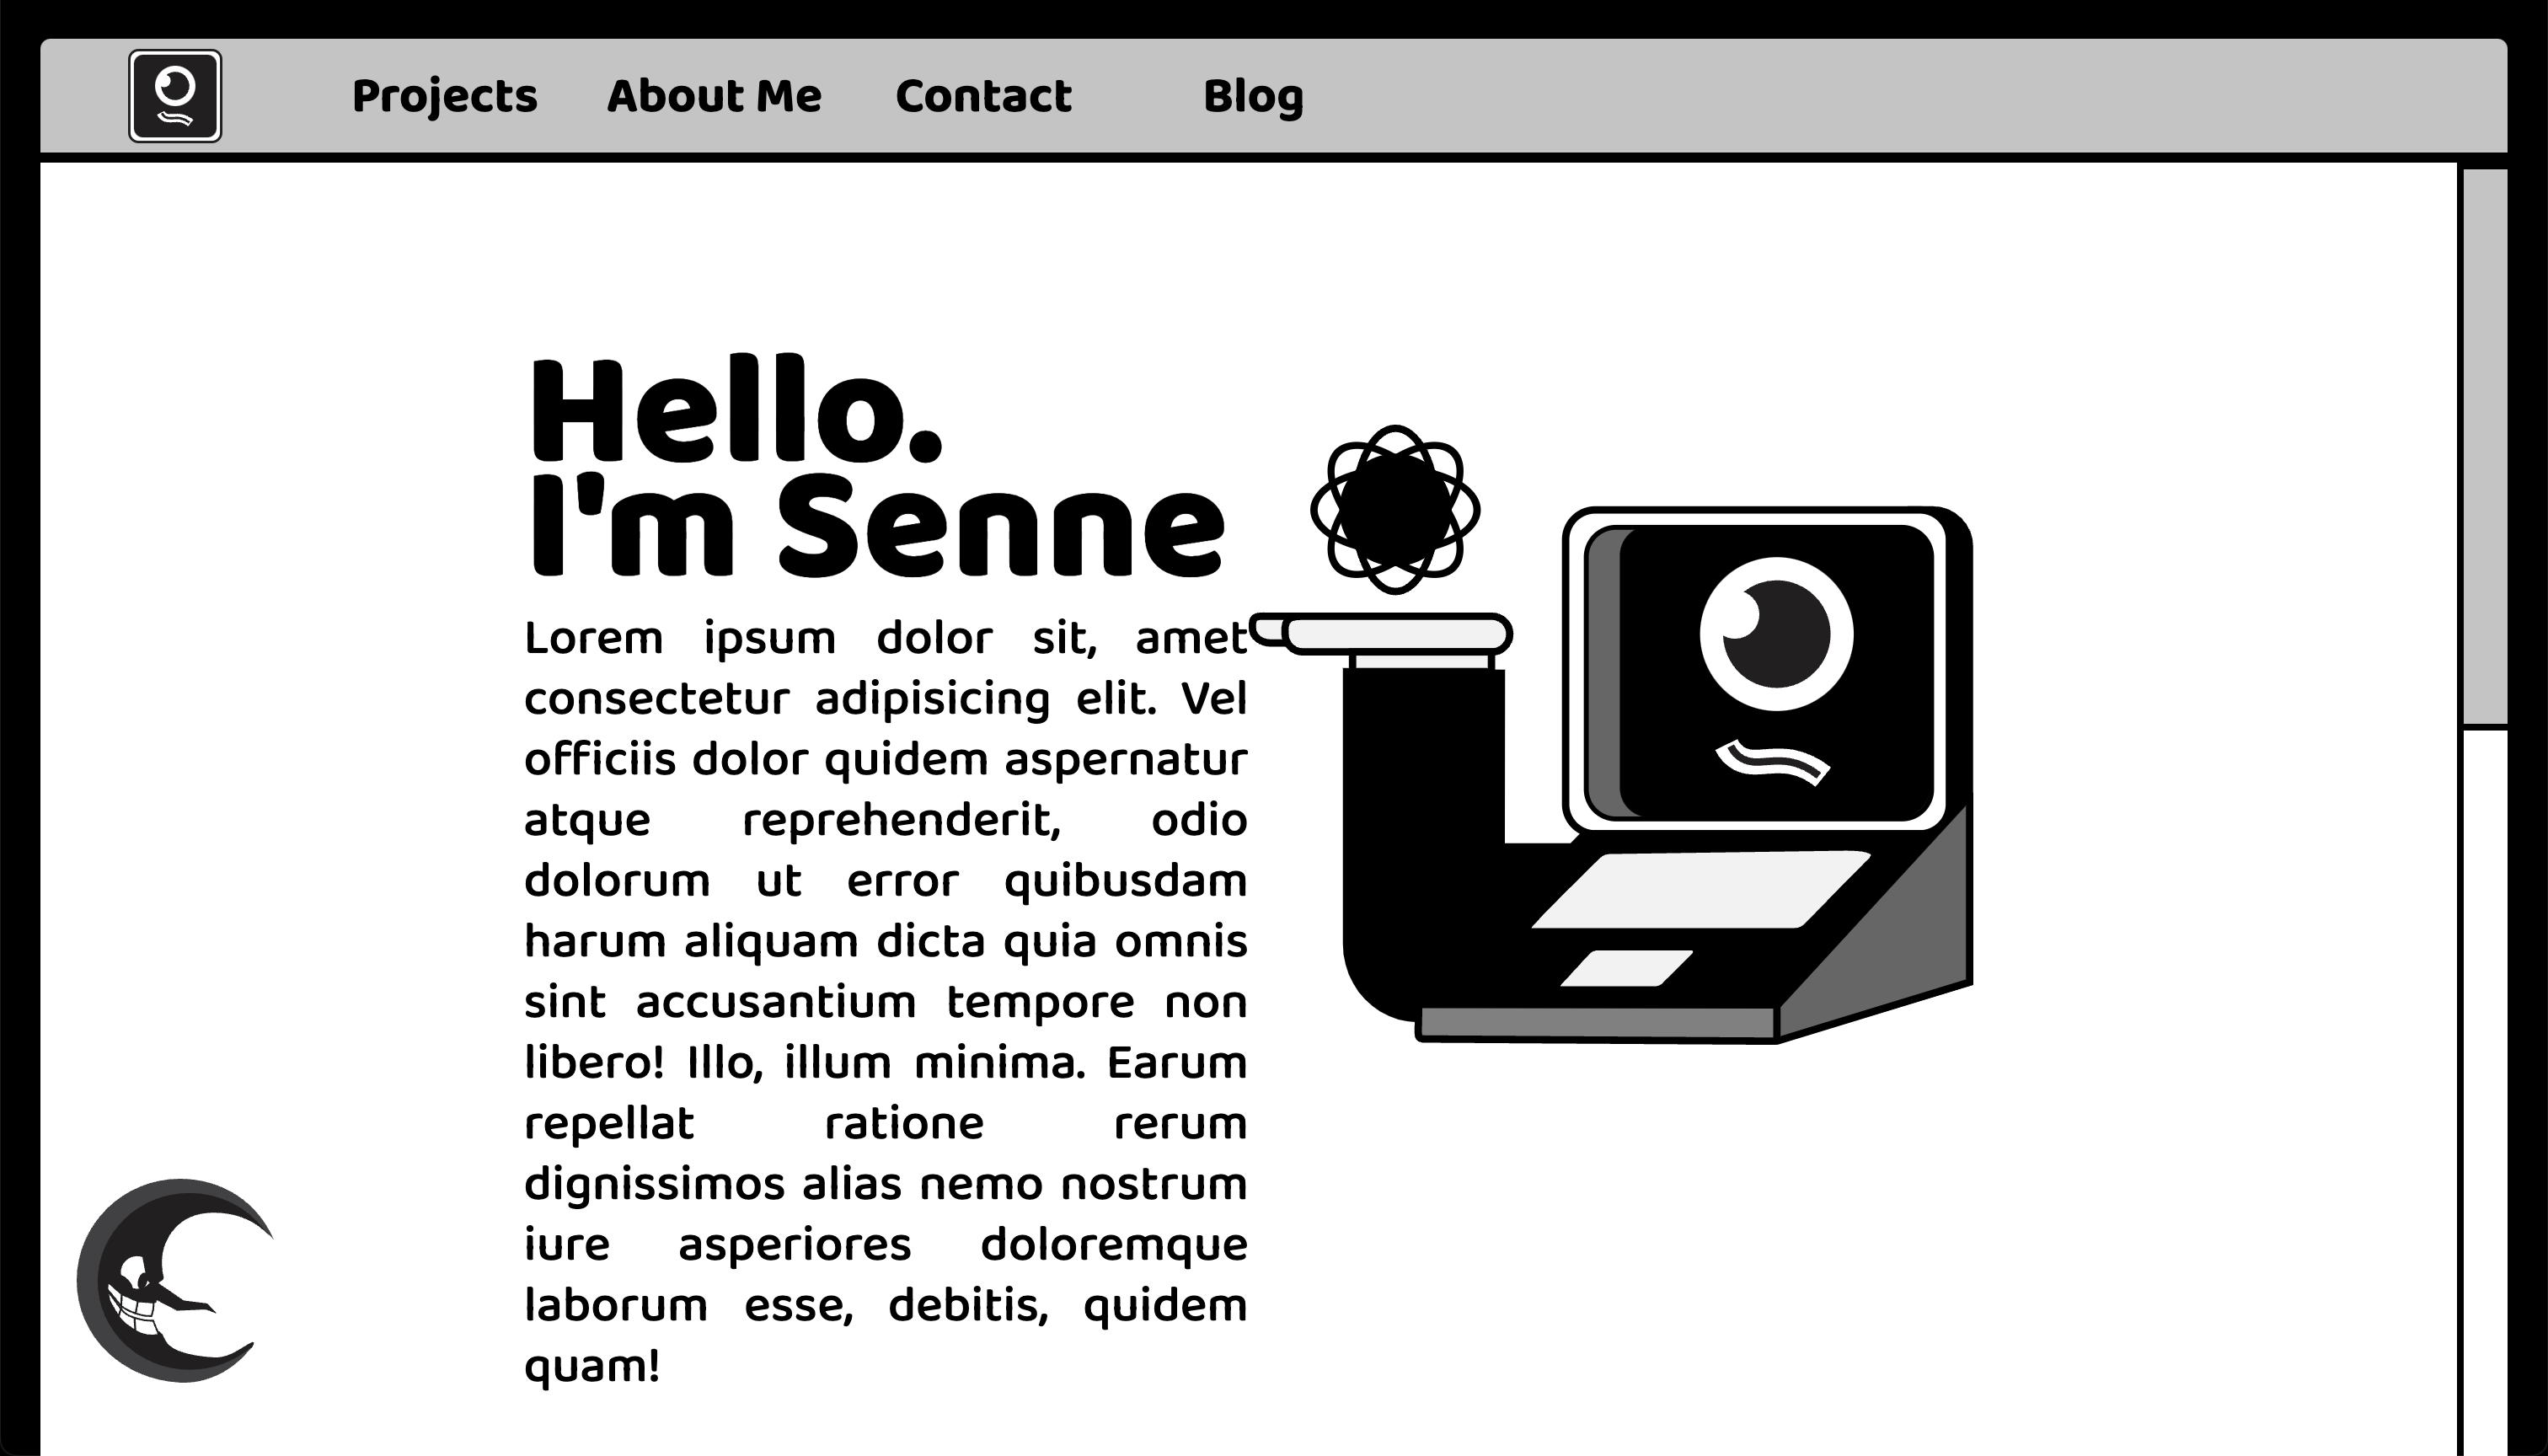 Projects About Me Contact Blog
Hello.
I'm Senne
Lorem ipsum dolor sit, amet
consectetur adipisicing elit. Vel
officiis dolor quidem aspernatur
atque reprehenderit, odio
dolorum ut error quibusdam
harum aliquam dicta quia omnis
sint accusantium tempore non
libero! Illo, illum minima. Earum
repellat ratione rerum
dignissimos alias nemo nostrum
iure asperiores doloremque
laborum esse, debitis, quidem
quam!